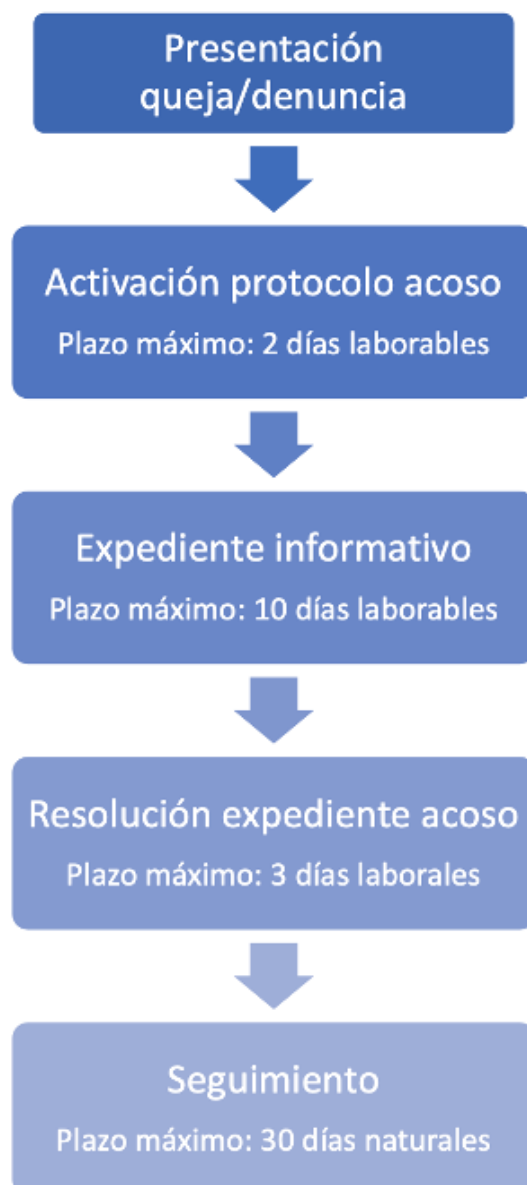 Presentación
queja/denuncia
Activación protocolo acoso
Plazo máximo: 2 días laborables
Expediente informativo
Plazo máximo: 10 días laborables
Resolución expediente acoso
Plazo máximo: 3 días laborales
Seguimiento
Plazo máximo: 30 días naturales